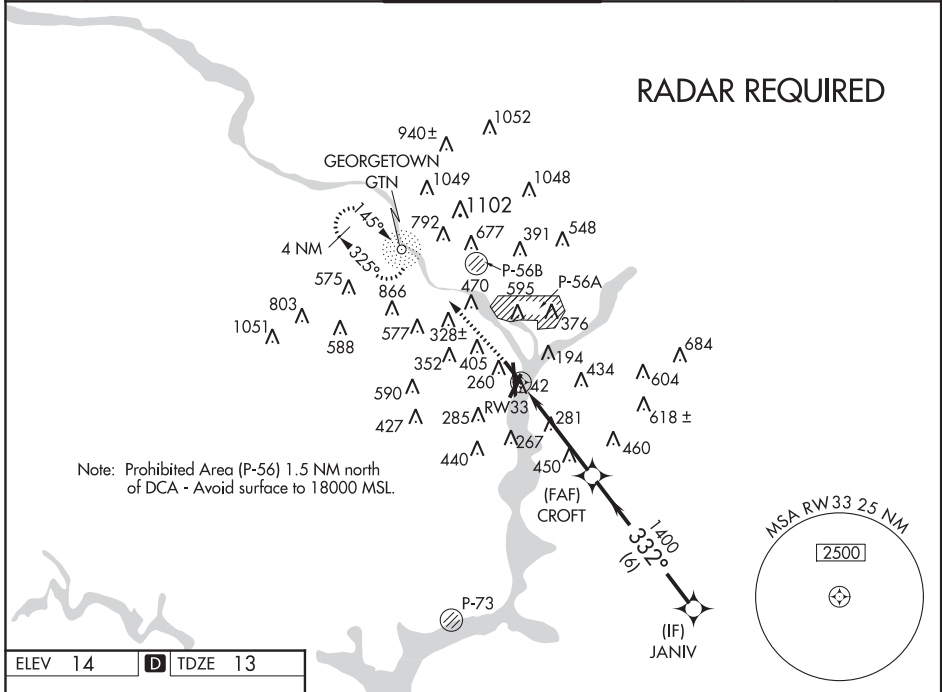 RADAR REQUIRED
1052
940±
GEORGETOWN
GTN
1049
1048
1102
145°
792
677
391
548
4 NM
325°
P-56B
575
866
470
595
P-56A
803
1051
588
577
328±
376
352
405
194
684
260
42
434
604
590
RW33
427
285
281
618 ±
267
440
450
460
Note: Prohibited Area (P-56) 1.5 NM north
of DCA - Avoid surface to 18000 MSL.
(FAF)
CROFT
1400
332°
(6)
MSA RW33 25 NM
2500
P-73
(IF)
JANIV
ELEV 14 D TDZE 13